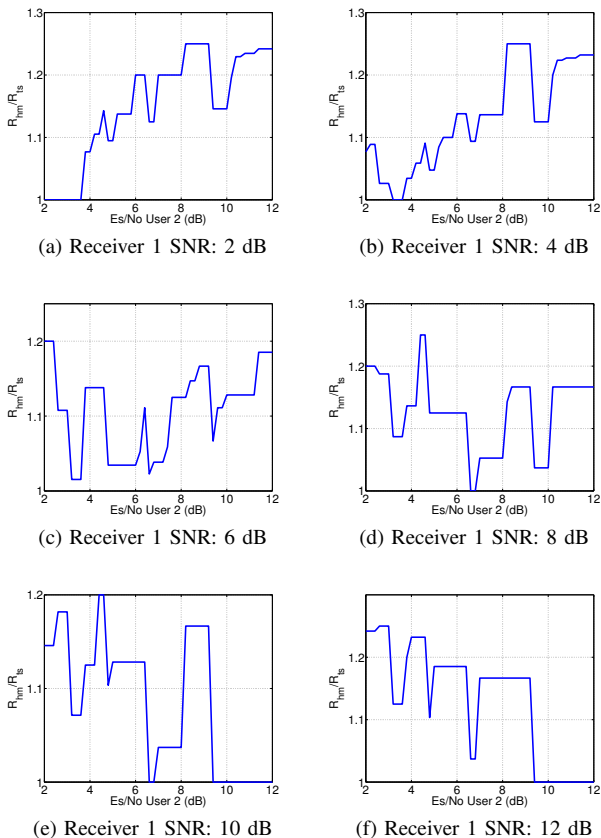 1.3
1.2
1.1
1
R_hm/R_ts
2 4 6 8 10 12
Es/No User 2 (dB)
(a) Receiver 1 SNR: 2 dB
1.3
1.2
1.1
1
R_hm/R_ts
2 4 6 8 10 12
Es/No User 2 (dB)
(b) Receiver 1 SNR: 4 dB
1.2
1.1
1
R_hm/R_ts
2 4 6 8 10 12
Es/No User 2 (dB)
(c) Receiver 1 SNR: 6 dB
1.3
1.2
1.1
1
R_hm/R_ts
2 4 6 8 10 12
Es/No User 2 (dB)
(d) Receiver 1 SNR: 8 dB
1.2
1.1
1
R_hm/R_ts
2 4 6 8 10 12
Es/No User 2 (dB)
(e) Receiver 1 SNR: 10 dB
1.2
1.1
1
R_hm/R_ts
2 4 6 8 10 12
Es/No User 2 (dB)
(f) Receiver 1 SNR: 12 dB